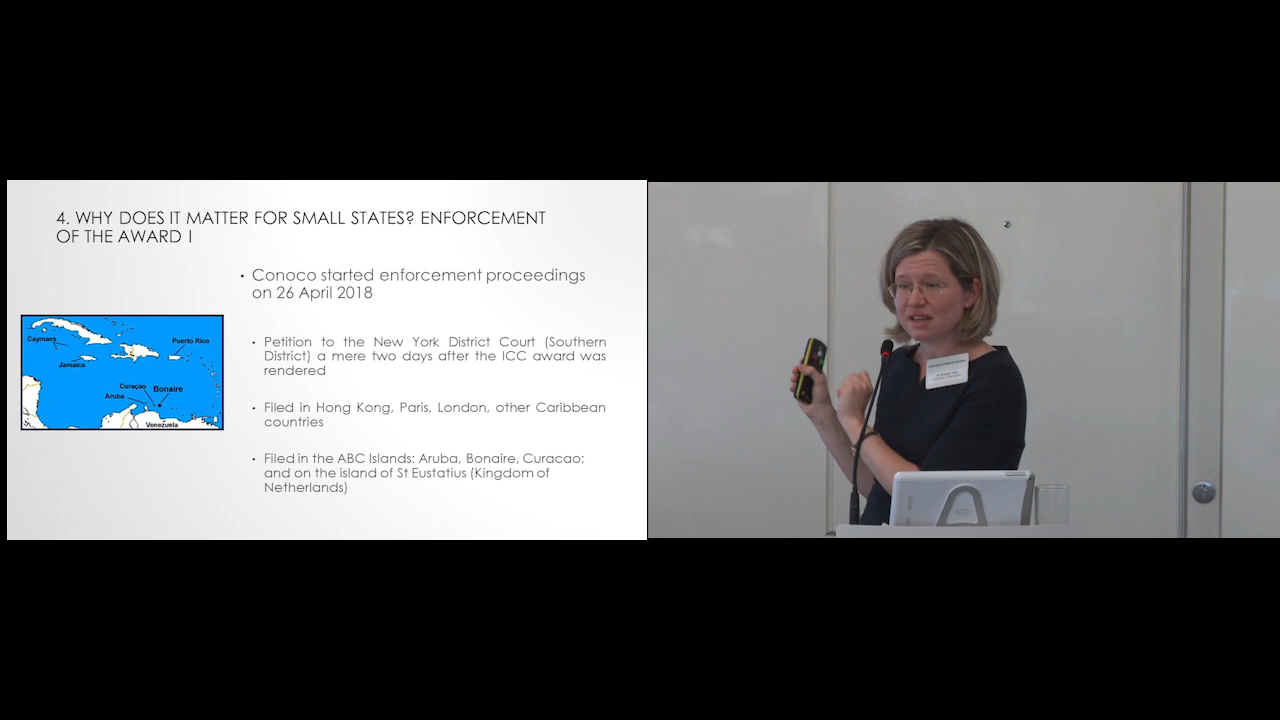 4. WHY DOES IT MATTER FOR SMALL STATES? ENFORCEMENT
OF THE AWARD I
• Conoco started enforcement proceedings
on 26 April 2018
• Petition to the New York District Court (Southern
District) a mere two days after the ICC award was
rendered
• Filed in Hong Kong, Paris, London, other Caribbean
countries
• Filed in the ABC Islands: Aruba, Bonaire, Curacao;
and on the island of St Eustatius (Kingdom of
Netherlands)
Caymans
Puerto Rico
Jamaica
Curaçao
Bonaire
Aruba
Venezuela